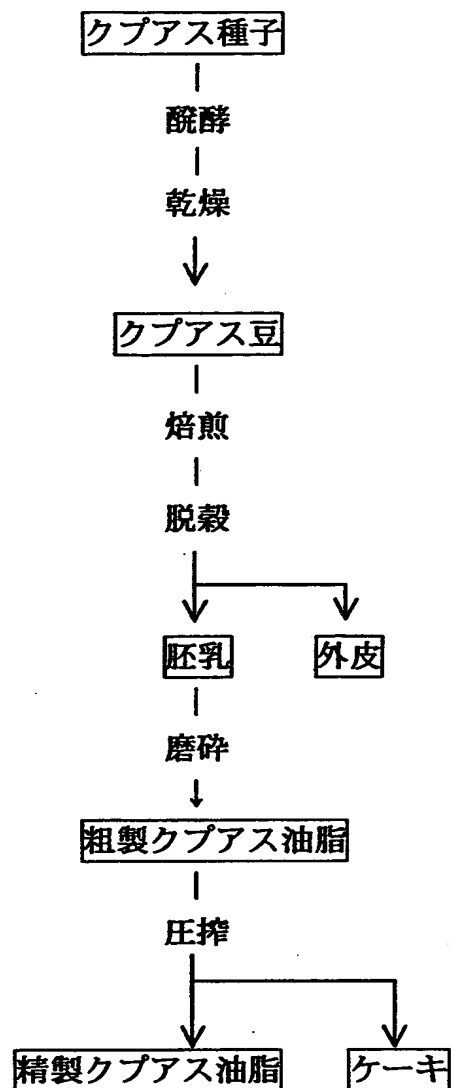 クプアス種子
醗酵
乾燥
クプアス豆
焙煎
脱穀
胚乳 外皮
磨砕
粗製クプアス油脂
圧搾
精製クプアス油脂 ケーキ